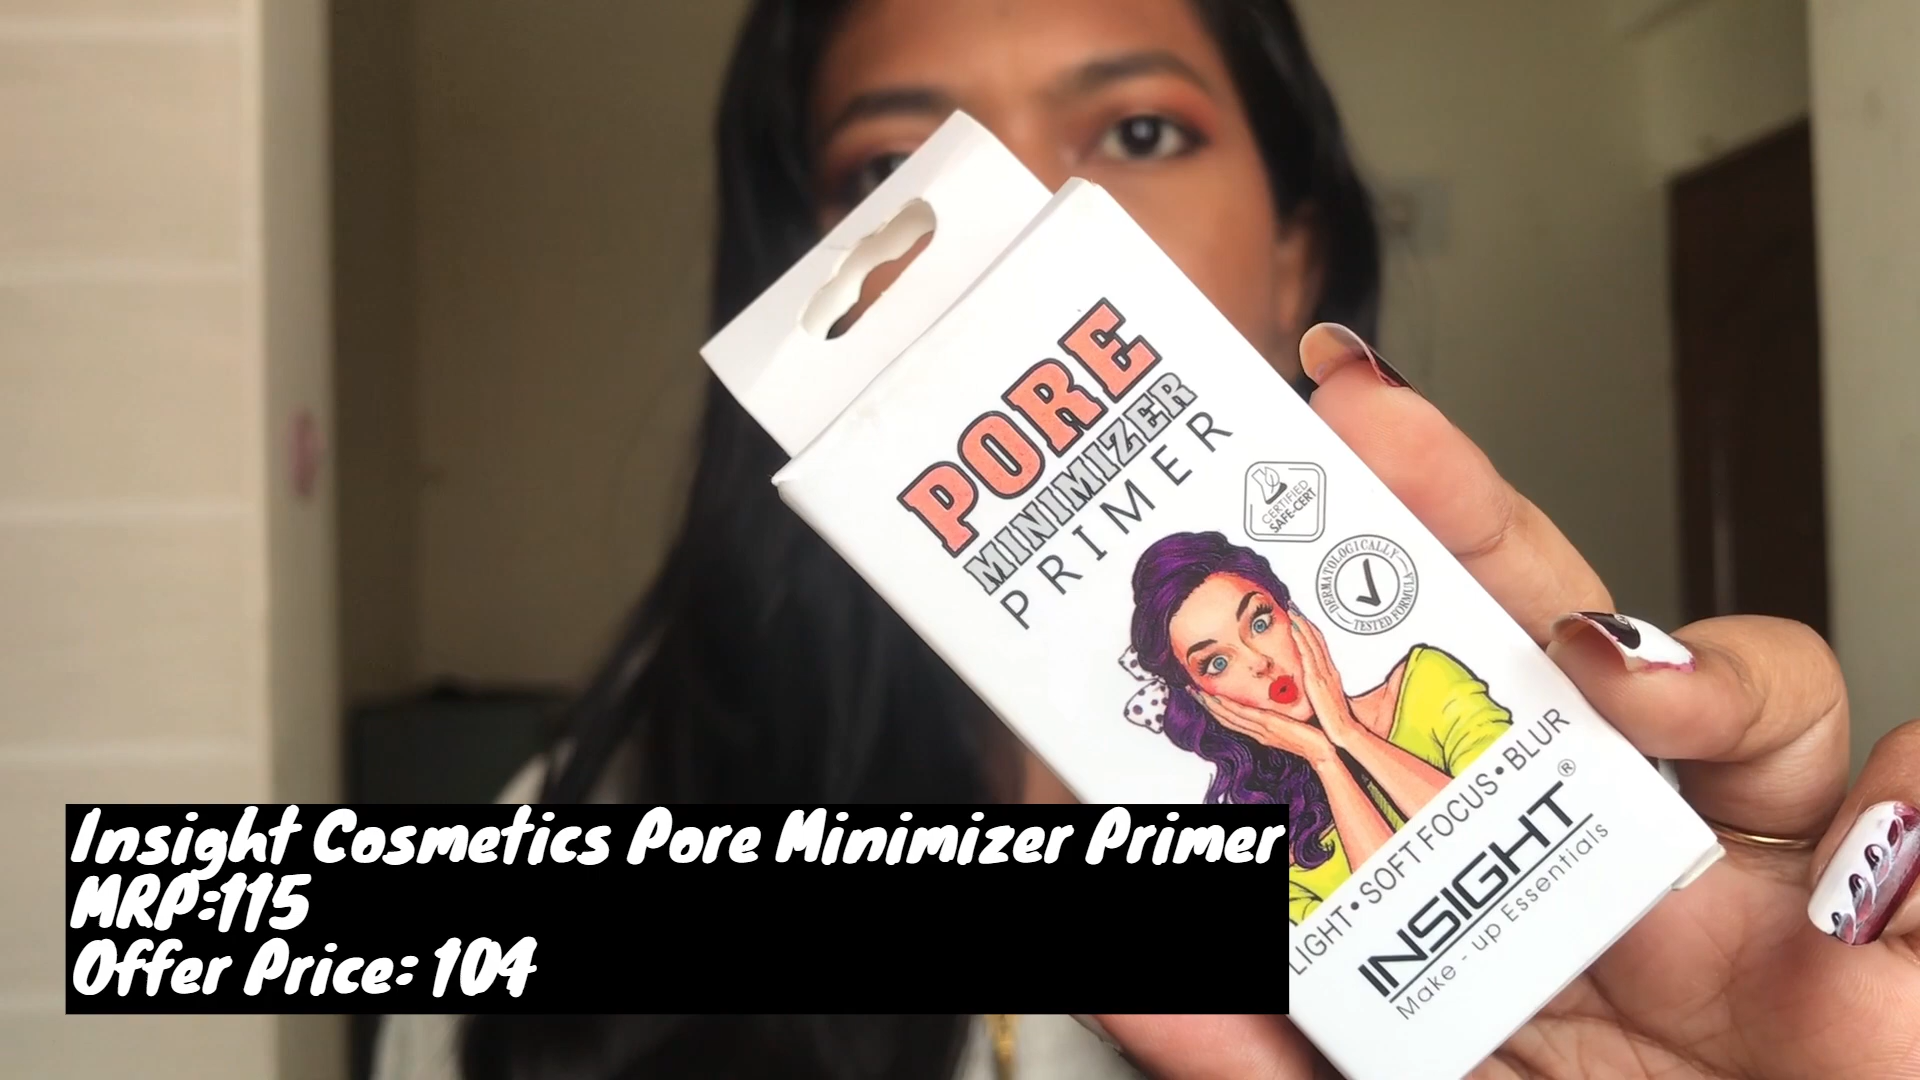 PORE
MINIMIZER
PRIMER
CERTIFIED
SAFE-CERT
DERMATOLOGICALLY
TESTED FORMULA
LIGHT • SOFT FOCUS • BLUR
INSIGHT®
Make-up Essentials
Insight Cosmetics Pore Minimizer Primer
MRP:115
Offer Price: 104